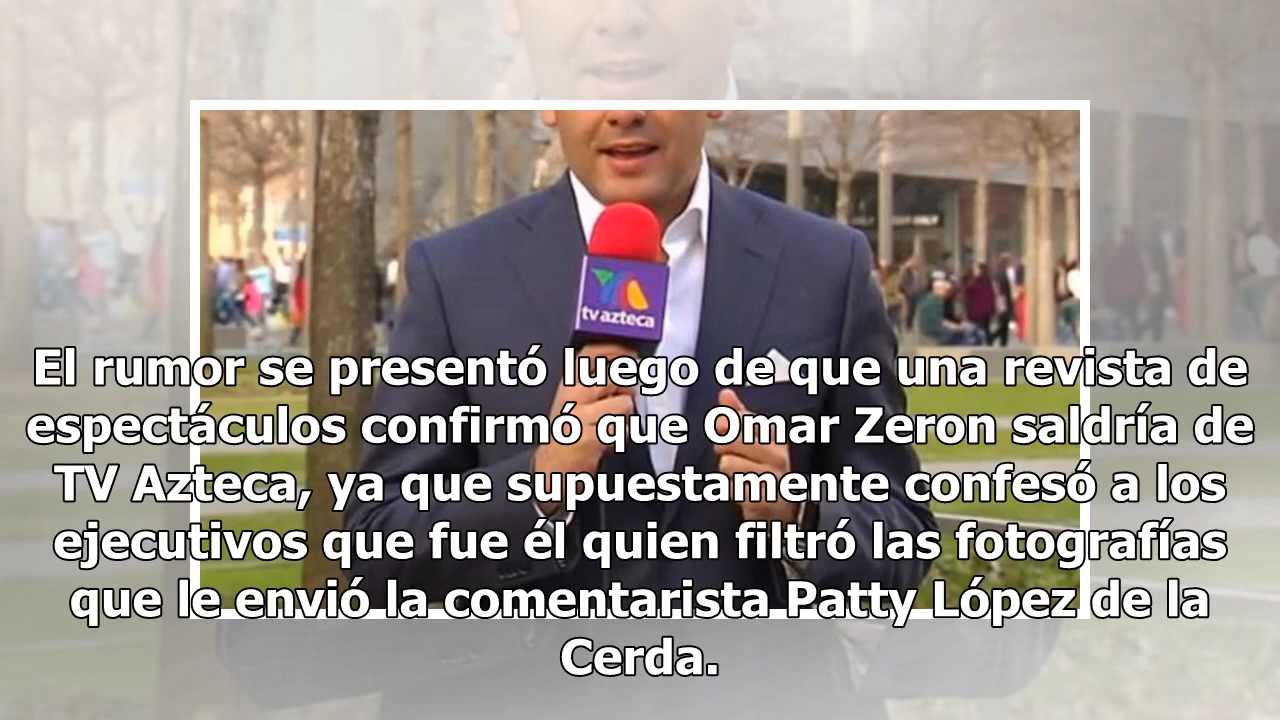 tv azteca
El rumor se presentó luego de que una revista de
espectáculos confirmó que Omar Zeron saldría de
TV Azteca, ya que supuestamente confesó a los
ejecutivos que fue él quien filtró las fotografías
que le envió la comentarista Patty López de la
Cerda.